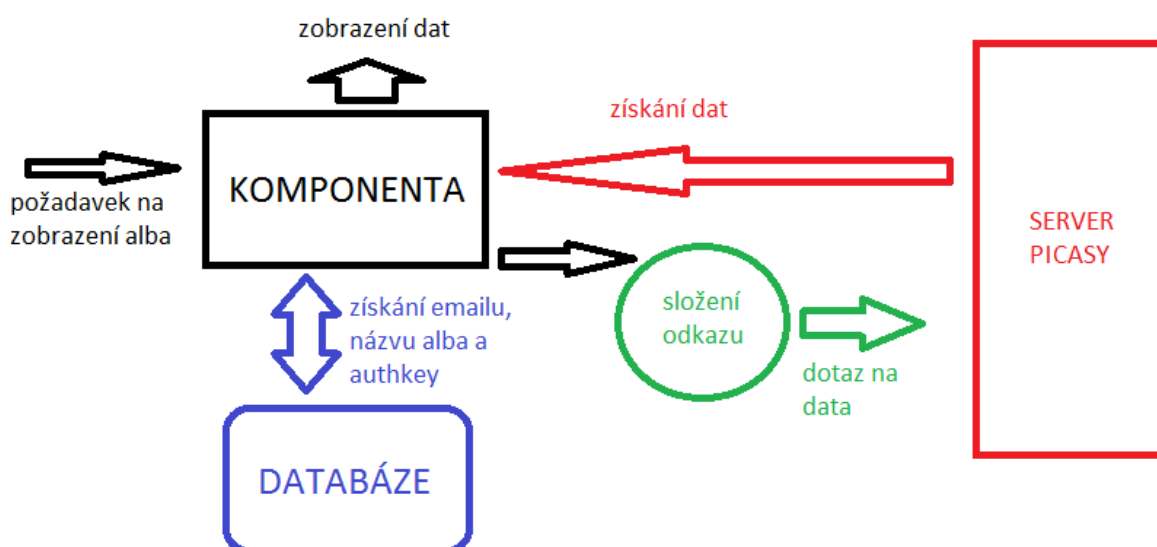 zobrazení dat
získání dat
požadavek na
zobrazení alba
KOMPONENTA
SERVER
PICASY
získání emailu,
názvu alba a
authkey
složení
odkazu
dotaz na
data
DATABÁZE